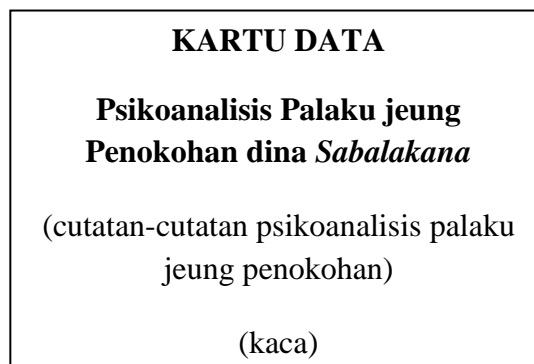 KARTU DATA
Psikoanalisis Palaku jeung
Penokohan dina Sabalakana
(cutatan-cutatan psikoanalisis palaku
jeung penokohan)
(kaca)